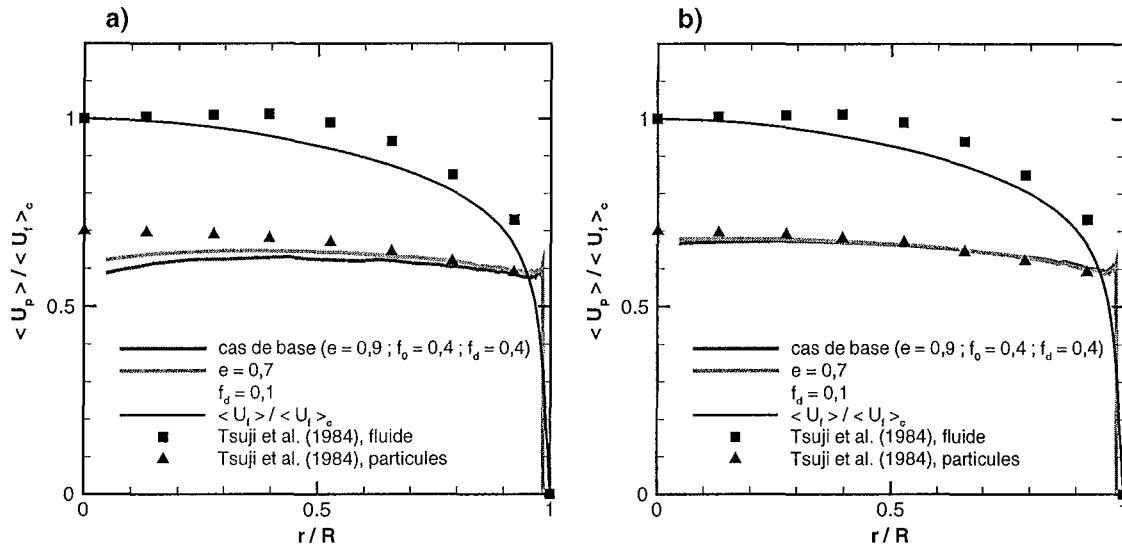 a)
1
0.5
0
< U_p > / < U_f >_c
cas de base (e = 0,9 ; f_0 = 0,4 ; f_d = 0,4)
e = 0,7
f_d = 0,1
< U_f > / < U_f >_c
Tsuji et al. (1984), fluide
Tsuji et al. (1984), particules
0
0.5
1
r / R
b)
1
0.5
0
< U_p > / < U_f >_c
cas de base (e = 0,9 ; f_0 = 0,4 ; f_d = 0,4)
e = 0,7
f_d = 0,1
< U_f > / < U_f >_c
Tsuji et al. (1984), fluide
Tsuji et al. (1984), particules
0
0.5
1
r / R